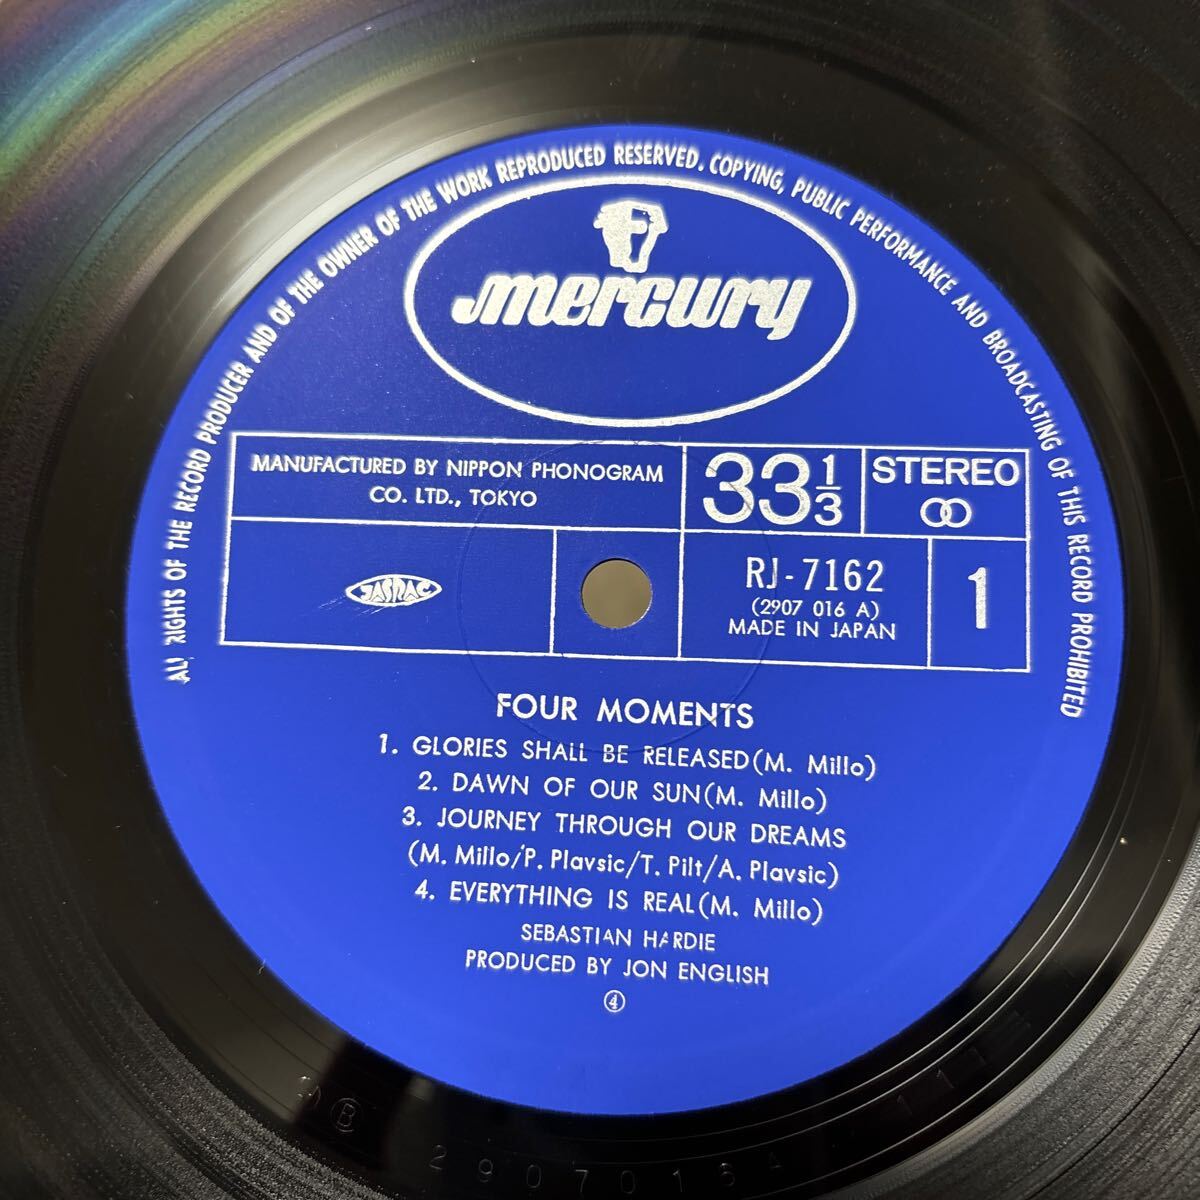 ALL RIGHTS OF THE RECORD PRODUCER AND OF THE OWNER OF THE WORK REPRODUCED RESERVED. COPYING, PUBLIC PERFORMANCE AND BROADCASTING OF THIS RECORD PROHIBITED
mercury
MANUFACTURED BY NIPPON PHONOGRAM
CO. LTD., TOKYO
33 1/3
STEREO
JASRAC
RJ-7162
(2907 016 A)
MADE IN JAPAN
1
FOUR MOMENTS
1. GLORIES SHALL BE RELEASED (M. Millo)
2. DAWN OF OUR SUN (M. Millo)
3. JOURNEY THROUGH OUR DREAMS
(M. Millo/P. Plavsic/T. Pilt/A. Plavsic)
4. EVERYTHING IS REAL (M. Millo)
SEBASTIAN HARDIE
PRODUCED BY JON ENGLISH
④
Ⓑ
2907016A